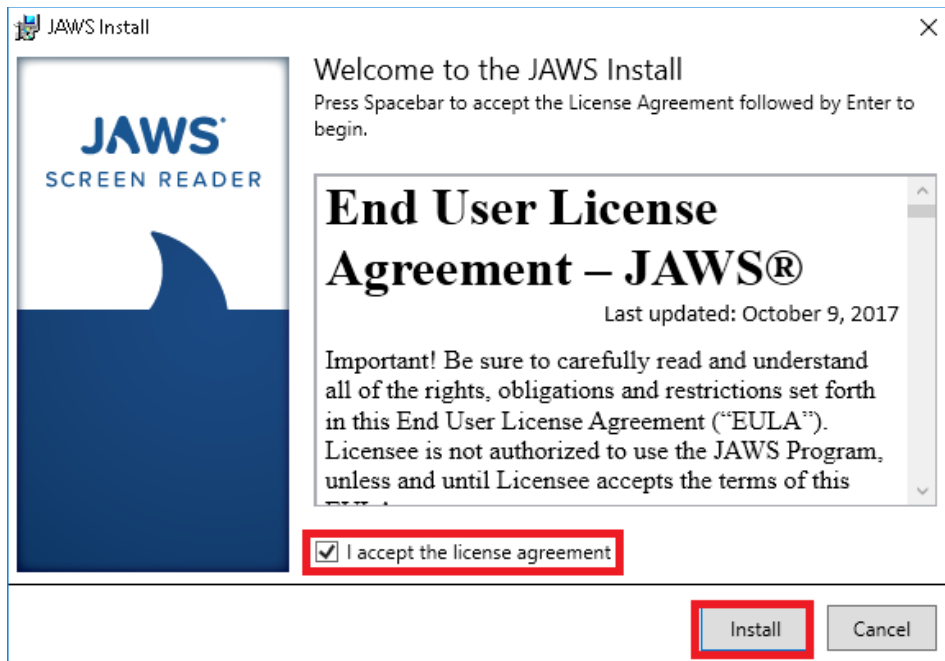 JAWS Install
JAWS
SCREEN READER
Welcome to the JAWS Install
Press Spacebar to accept the License Agreement followed by Enter to
begin.
End User License
Agreement – JAWS®
Last updated: October 9, 2017
Important! Be sure to carefully read and understand
all of the rights, obligations and restrictions set forth
in this End User License Agreement (“EULA”).
Licensee is not authorized to use the JAWS Program,
unless and until Licensee accepts the terms of this
I accept the license agreement
Install
Cancel